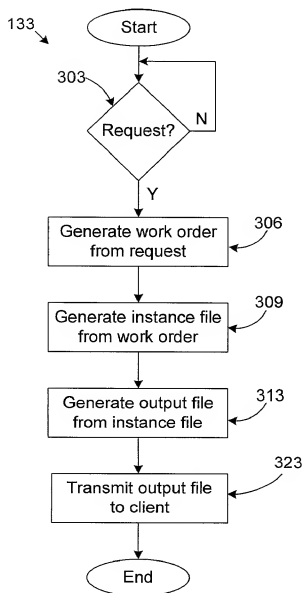 133
Start
303
Request?
N
Y
Generate work order
from request
306
Generate instance file
from work order
309
Generate output file
from instance file
313
Transmit output file
to client
323
End